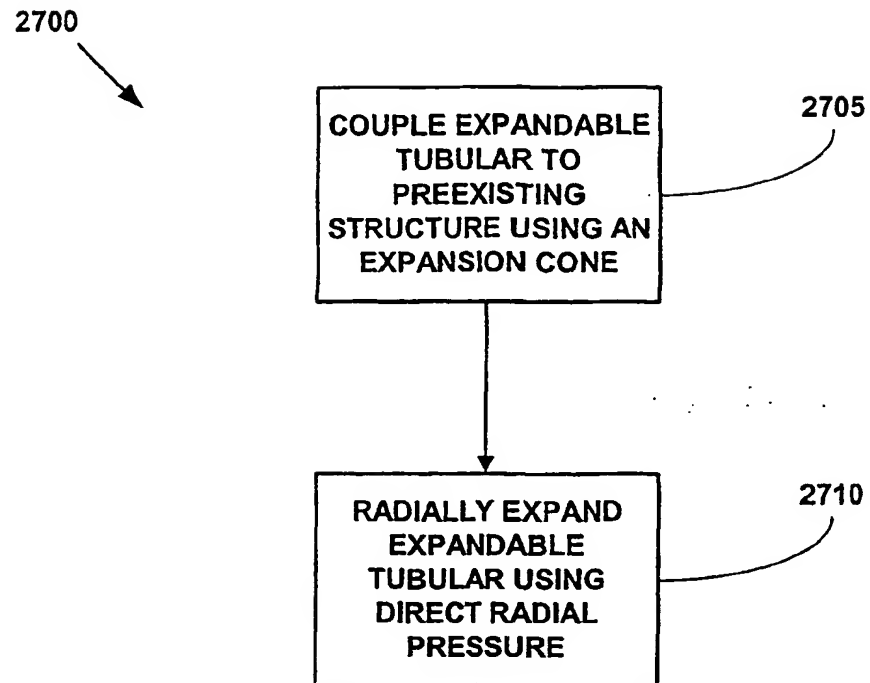 2700
2705
COUPLE EXPANDABLE
TUBULAR TO
PREEXISTING
STRUCTURE USING AN
EXPANSION CONE
2710
RADIALLY EXPAND
EXPANDABLE
TUBULAR USING
DIRECT RADIAL
PRESSURE